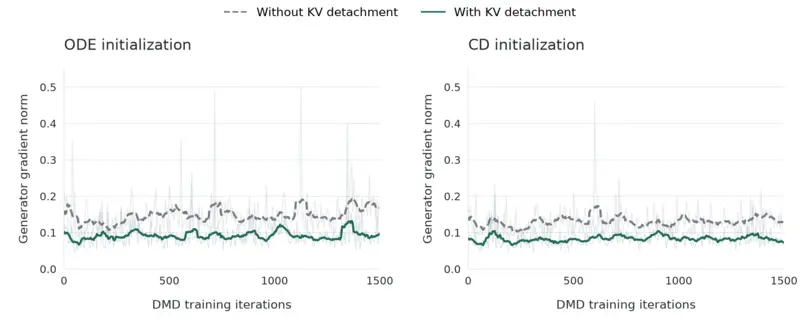 Without KV detachment With KV detachment
ODE initialization
Generator gradient norm
0.5
0.4
0.3
0.2
0.1
0.0
0 500 1000 1500
DMD training iterations
CD initialization
Generator gradient norm
0.5
0.4
0.3
0.2
0.1
0.0
0 500 1000 1500
DMD training iterations